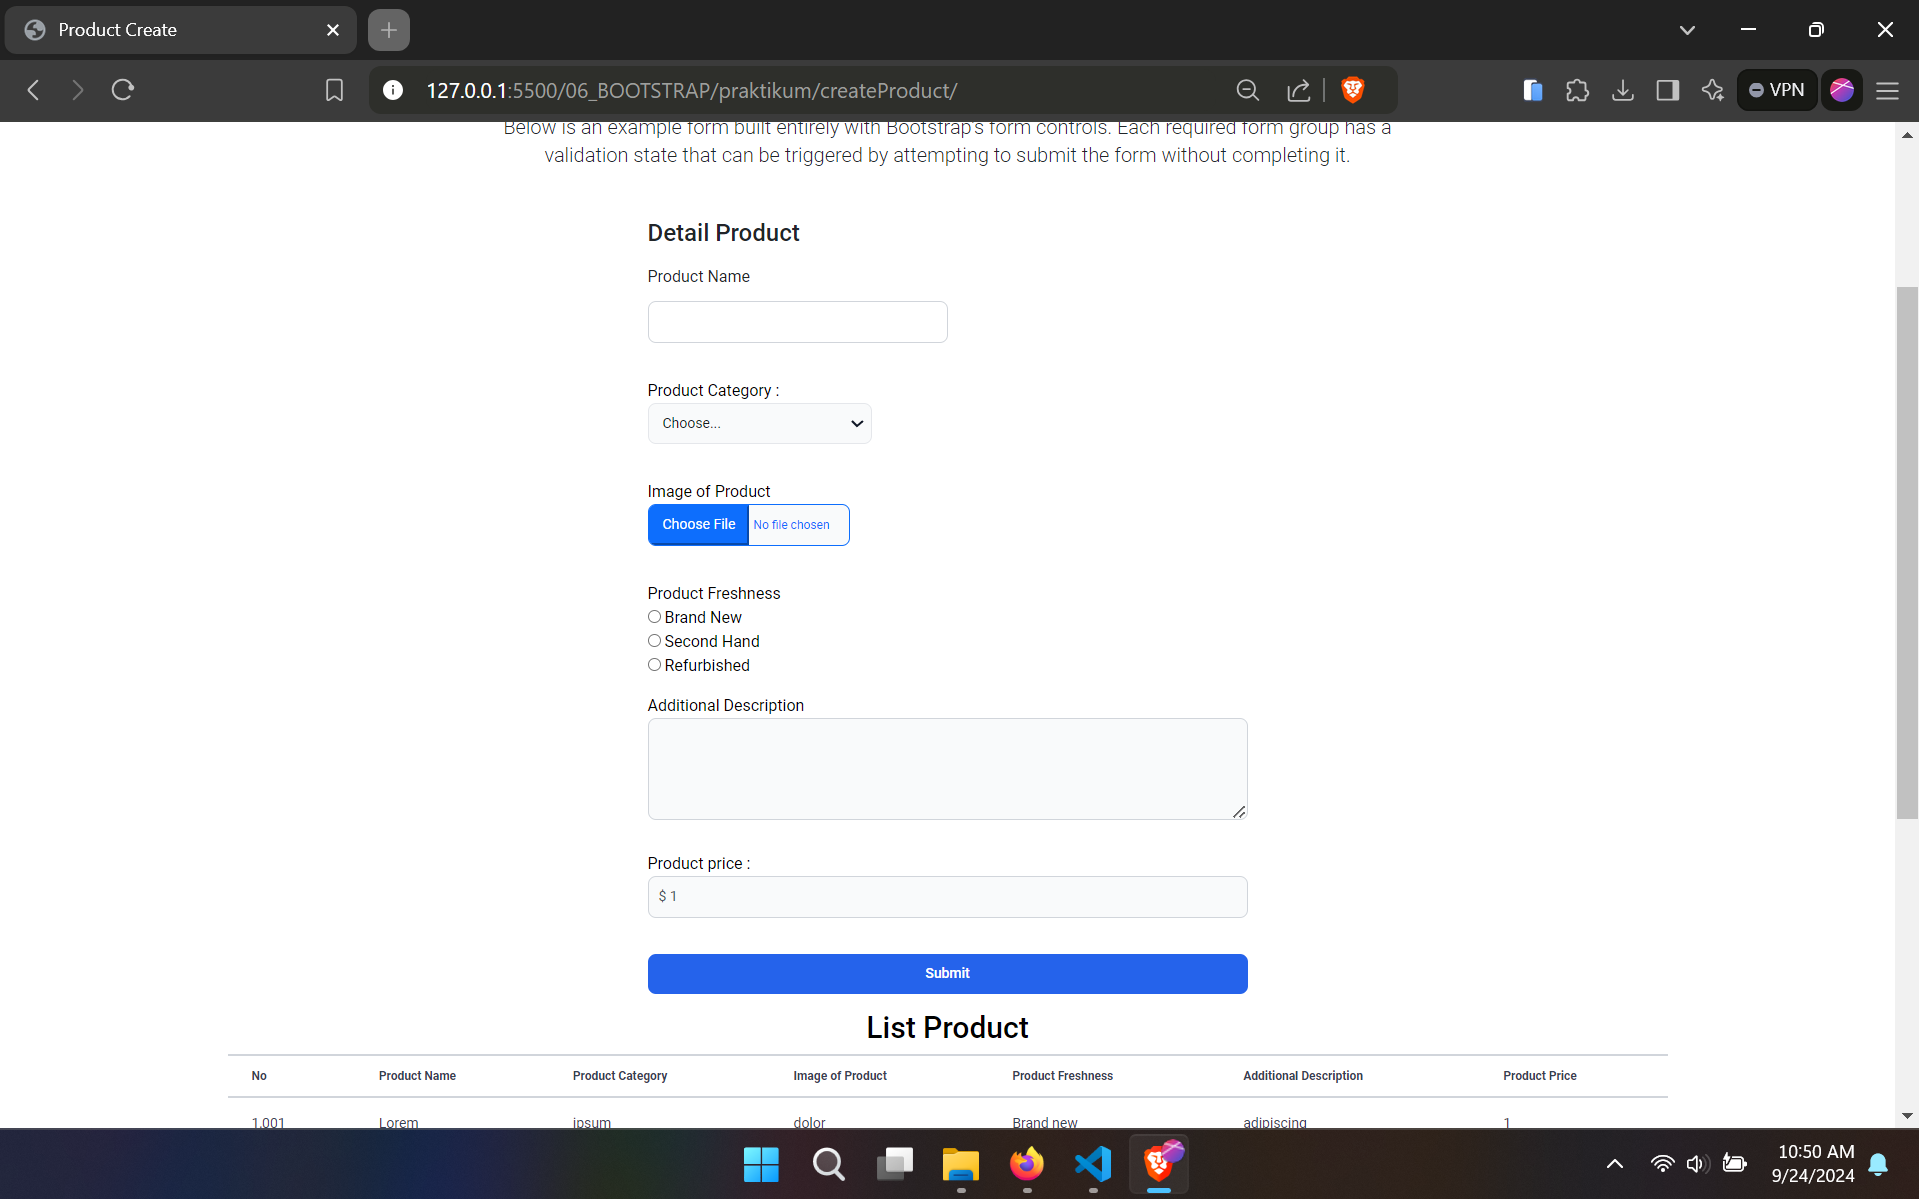 Product Create
127.0.0.1:5500/06_BOOTSTRAP/praktikum/createProduct/
VPN
Below is an example form built entirely with Bootstrap's form controls. Each required form group has a
validation state that can be triggered by attempting to submit the form without completing it.
Detail Product
Product Name
Product Category :
Choose...
Image of Product
Choose File No file chosen
Product Freshness
Brand New
Second Hand
Refurbished
Additional Description
Product price :
$ 1
Submit
List Product
No Product Name Product Category Image of Product Product Freshness Additional Description Product Price
1,001 Lorem ipsum dolor Brand new adipiscing 1
10:50 AM
9/24/2024